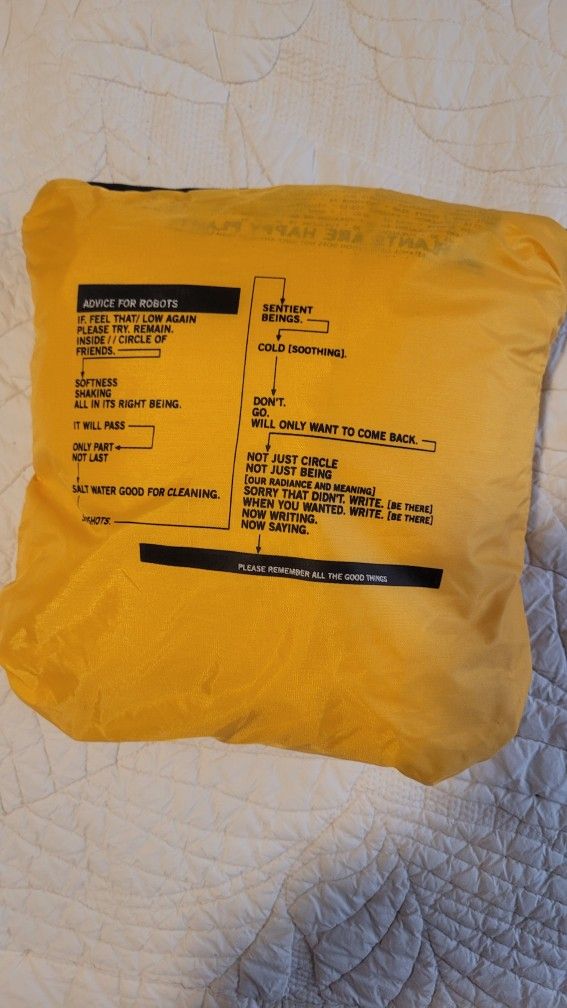 ADVICE FOR ROBOTS
IF. FEEL THAT/ LOW AGAIN
PLEASE TRY. REMAIN.
INSIDE // CIRCLE OF
FRIENDS.
SOFTNESS
SHAKING
ALL IN ITS RIGHT BEING.
IT WILL PASS
ONLY PART
NOT LAST
SALT WATER GOOD FOR CLEANING.
SENTIENT
BEINGS.
COLD [SOOTHING].
DON'T.
GO.
WILL ONLY WANT TO COME BACK.
NOT JUST CIRCLE
NOT JUST BEING
[OUR RADIANCE AND MEANING]
SORRY THAT DIDN'T. WRITE. [BE THERE]
WHEN YOU WANTED. WRITE. [BE THERE]
NOW WRITING.
NOW SAYING.
PLEASE REMEMBER ALL THE GOOD THINGS